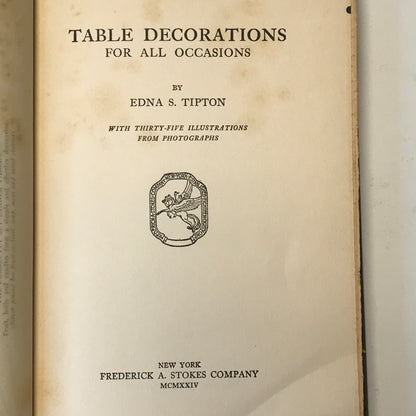 TABLE DECORATIONS
FOR ALL OCCASIONS
BY
EDNA S. TIPTON
WITH THIRTY-FIVE ILLUSTRATIONS
FROM PHOTOGRAPHS
NEW YORK
FREDERICK A. STOKES COMPANY
MCMXXIV